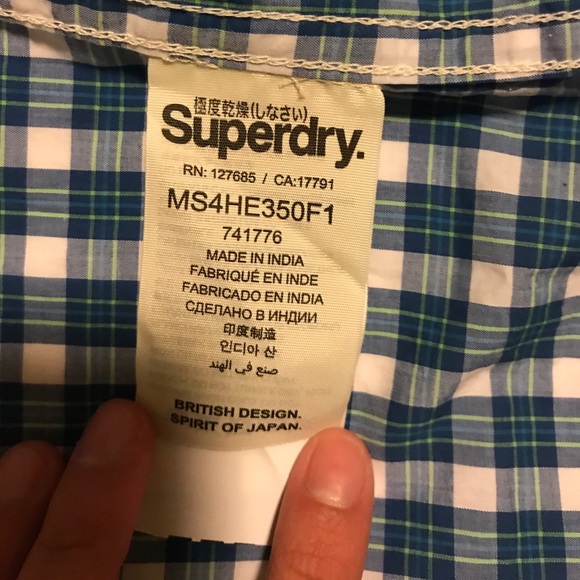 極度乾燥(しなさい)
Superdry.
RN: 127685 / CA:17791
MS4HE350F1
741776
MADE IN INDIA
FABRIQUÉ EN INDE
FABRICADO EN INDIA
СДЕЛАНО В ИНДИИ
印度制造
인디아 산
صنع في الهند
BRITISH DESIGN.
SPIRIT OF JAPAN.